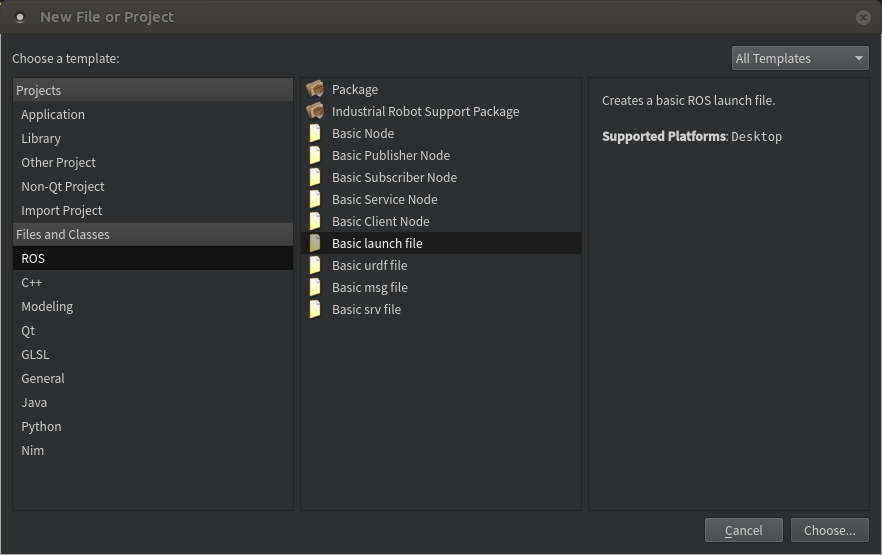 New File or Project
Choose a template:
All Templates
Projects
Application
Library
Other Project
Non-Qt Project
Import Project
Files and Classes
ROS
C++
Modeling
Qt
GLSL
General
Java
Python
Nim
Package
Industrial Robot Support Package
Basic Node
Basic Publisher Node
Basic Subscriber Node
Basic Service Node
Basic Client Node
Basic launch file
Basic urdf file
Basic msg file
Basic srv file
Creates a basic ROS launch file.
Supported Platforms: Desktop
Cancel
Choose...